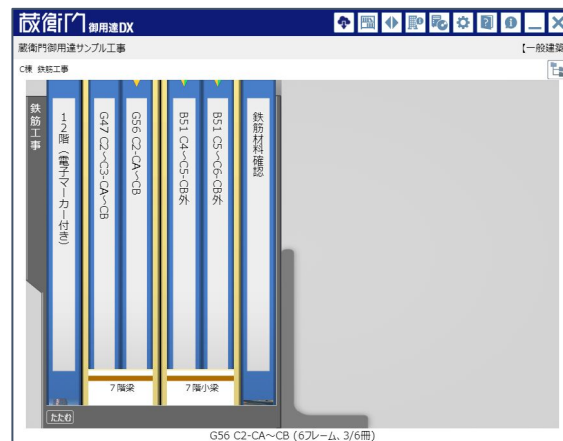 蔵衛門御用達DX
蔵衛門御用達サンプル工事
【一般建築
C棟 鉄筋工事
鉄筋工事
12階(電子マーカー付き)
G47 C2～C3-CA～CB
G56 C2-CA～CB
B51 C4～C5-CB外
B51 C5～C6-CB外
鉄筋材料確認
7階梁
7階小梁
たたむ
G56 C2-CA～CB (6フレーム、3/6冊)